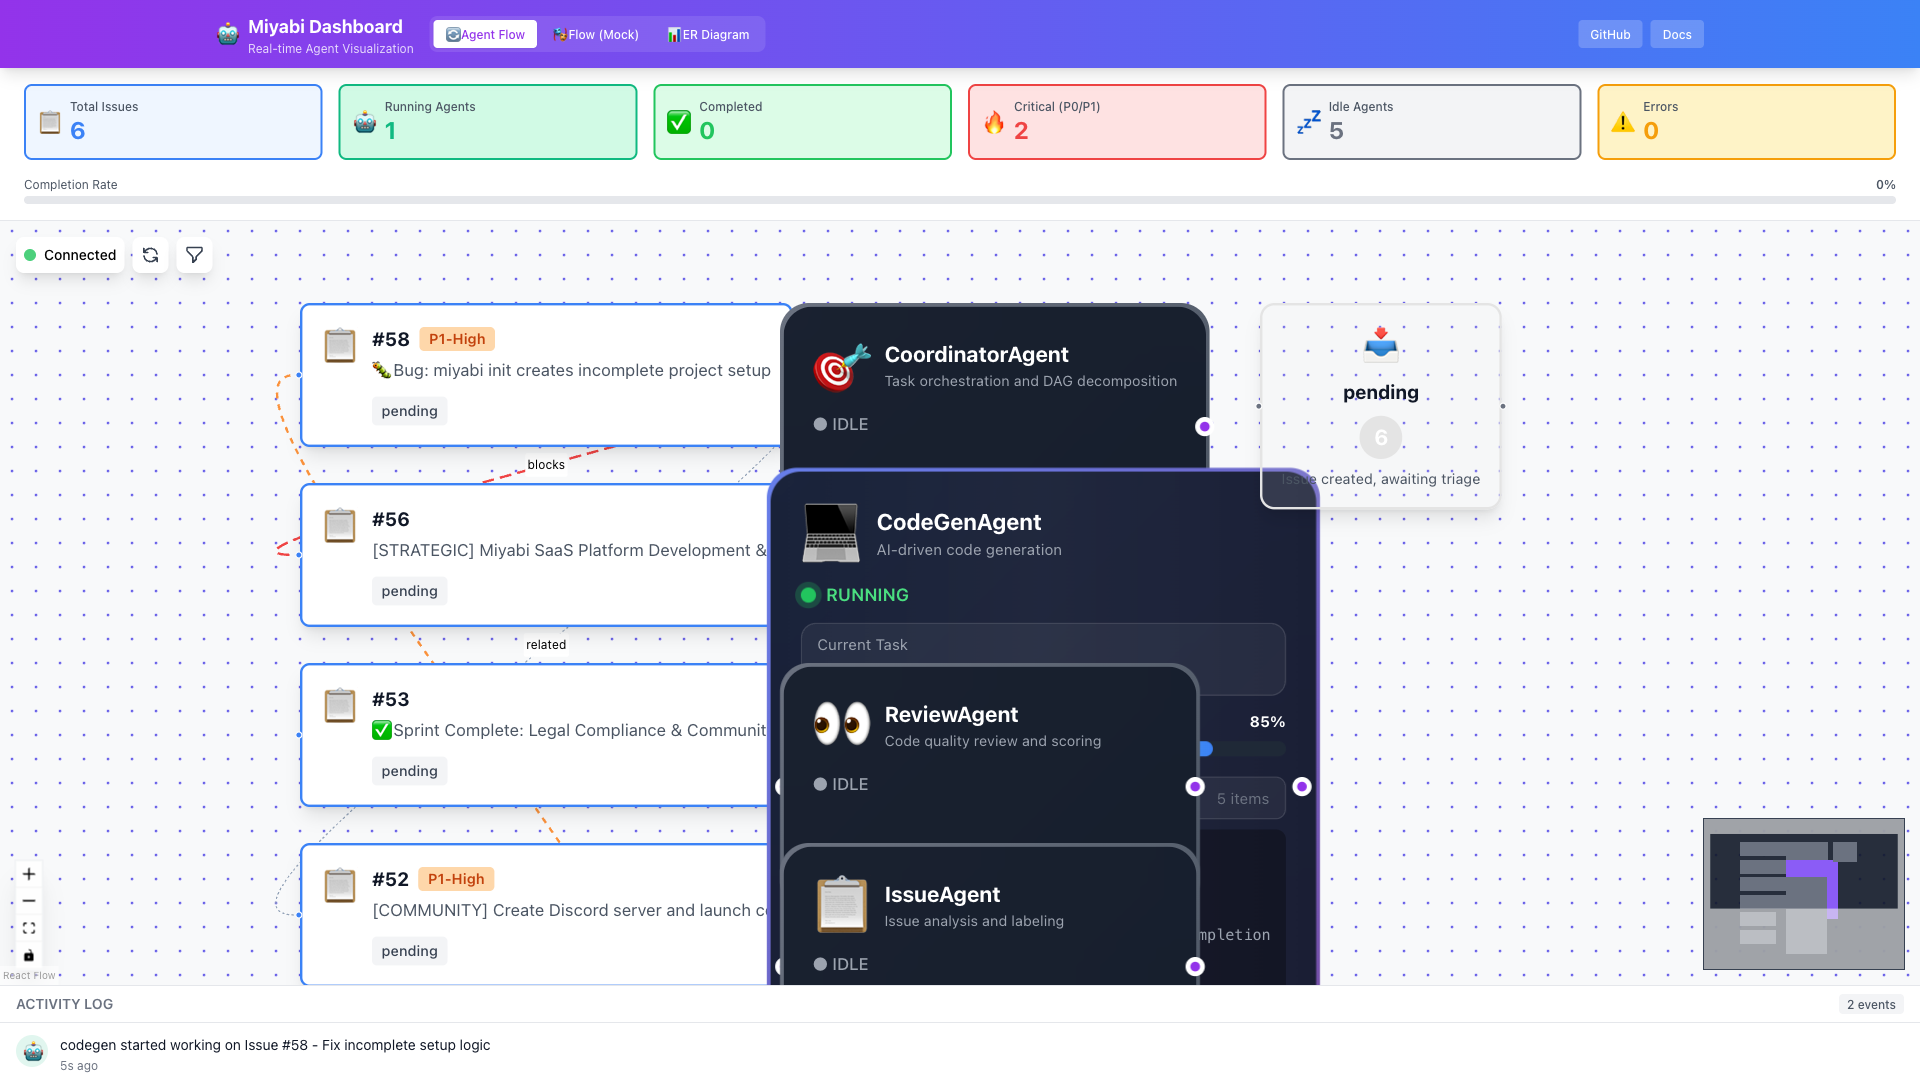 Miyabi Dashboard
Real-time Agent Visualization
Agent Flow
Flow (Mock)
ER Diagram
GitHub
Docs
Total Issues
6
Running Agents
1
Completed
0
Critical (P0/P1)
2
Idle Agents
5
Errors
0
Completion Rate
0%
Connected
#58 P1-High
Bug: miyabi init creates incomplete project setup
pending
blocks
#56
[STRATEGIC] Miyabi SaaS Platform Development &
pending
related
#53
Sprint Complete: Legal Compliance & Communit
pending
#52 P1-High
[COMMUNITY] Create Discord server and launch c
pending
CoordinatorAgent
Task orchestration and DAG decomposition
IDLE
CodeGenAgent
AI-driven code generation
RUNNING
Current Task
85%
5 items
mpletion
ReviewAgent
Code quality review and scoring
IDLE
IssueAgent
Issue analysis and labeling
IDLE
pending
6
Issue created, awaiting triage
React Flow
ACTIVITY LOG
2 events
codegen started working on Issue #58 - Fix incomplete setup logic
5s ago